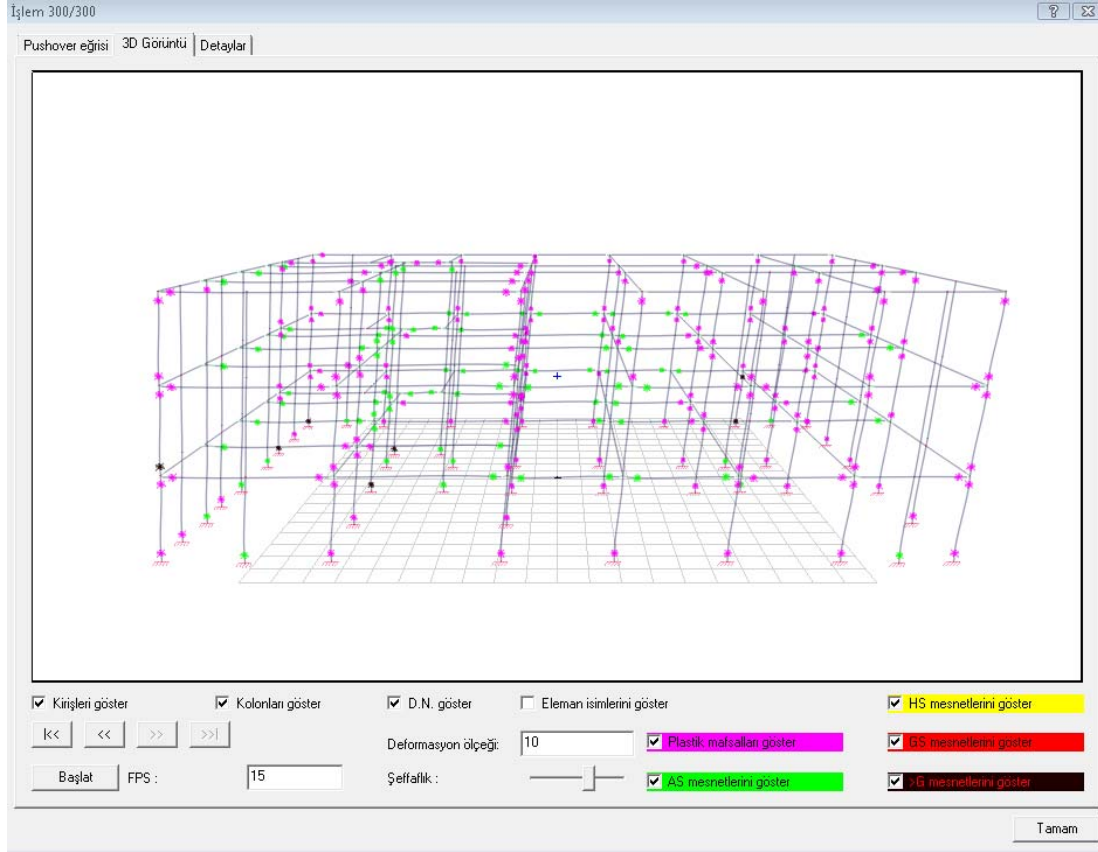 İşlem 300/300
Pushover eğrisi 3D Görüntü Detaylar
Kirişleri göster Kolonları göster D.N. göster Eleman isimlerini göster HS mesnetlerini göster
|<< << >> >>|
Deformasyon ölçeği: 10 Plastik mafsalları göster GS mesnetlerini göster
Başlat FPS : 15 Şeffaflık : AS mesnetlerini göster >G mesnetlerini göster
Tamam